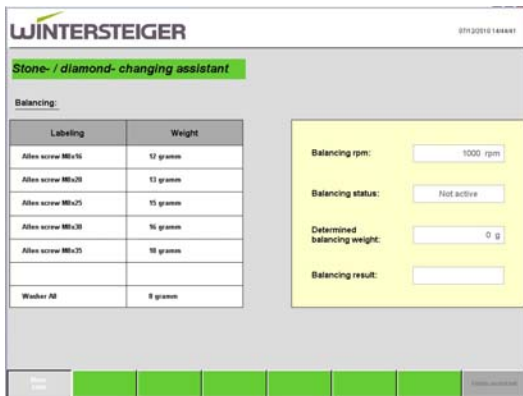 WINTERSTEIGER
Stone- / diamond- changing assistant
Balancing:
Labeling Weight
Allen screw M8x16 12 gramm
Allen screw M8x20 13 gramm
Allen screw M8x25 15 gramm
Allen screw M8x30 16 gramm
Allen screw M8x35 18 gramm
Washer A8 8 gramm
Balancing rpm: 1000 rpm
Balancing status: Not active
Determined
balancing weight: 0 g
Balancing result: